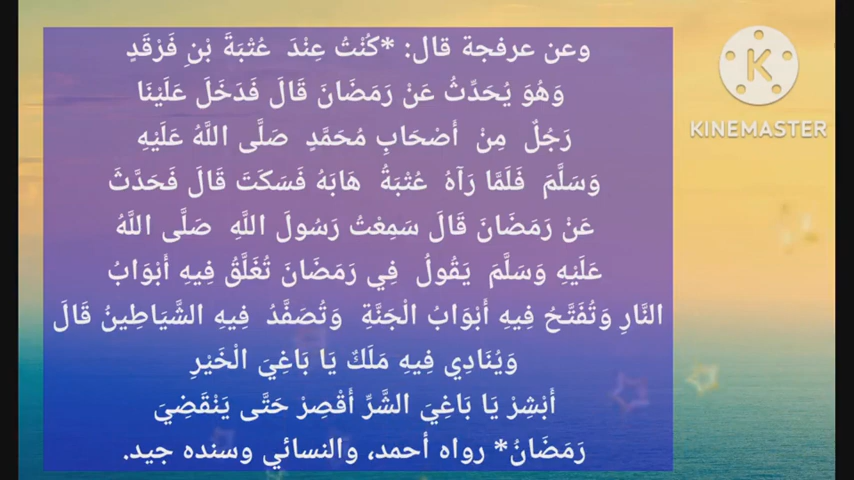 وعن عرفجة قال: *كُنْتُ عِنْدَ عُتْبَةَ بْنِ فَرْقَدٍ
وَهُوَ يُحَدِّثُ عَنْ رَمَضَانَ قَالَ فَدَخَلَ عَلَيْنَا
رَجُلٌ مِنْ أَصْحَابِ مُحَمَّدٍ صَلَّى اللَّهُ عَلَيْهِ
وَسَلَّمَ فَلَمَّا رَآهُ عُتْبَةُ هَابَهُ فَسَكَتَ قَالَ فَحَدَّثَ
عَنْ رَمَضَانَ قَالَ سَمِعْتُ رَسُولَ اللَّهِ صَلَّى اللَّهُ
عَلَيْهِ وَسَلَّمَ يَقُولُ فِي رَمَضَانَ تُغَلَّقُ فِيهِ أَبْوَابُ
النَّارِ وَتُفَتَّحُ فِيهِ أَبْوَابُ الْجَنَّةِ وَتُصَفَّدُ فِيهِ الشَّيَاطِينُ قَالَ
وَيُنَادِي فِيهِ مَلَكٌ يَا بَاغِيَ الْخَيْرِ
أَبْشِرْ يَا بَاغِيَ الشَّرِّ أَقْصِرْ حَتَّى يَنْقَضِيَ
رَمَضَانُ* رواه أحمد، والنسائي وسنده جيد.
K
KINEMASTER